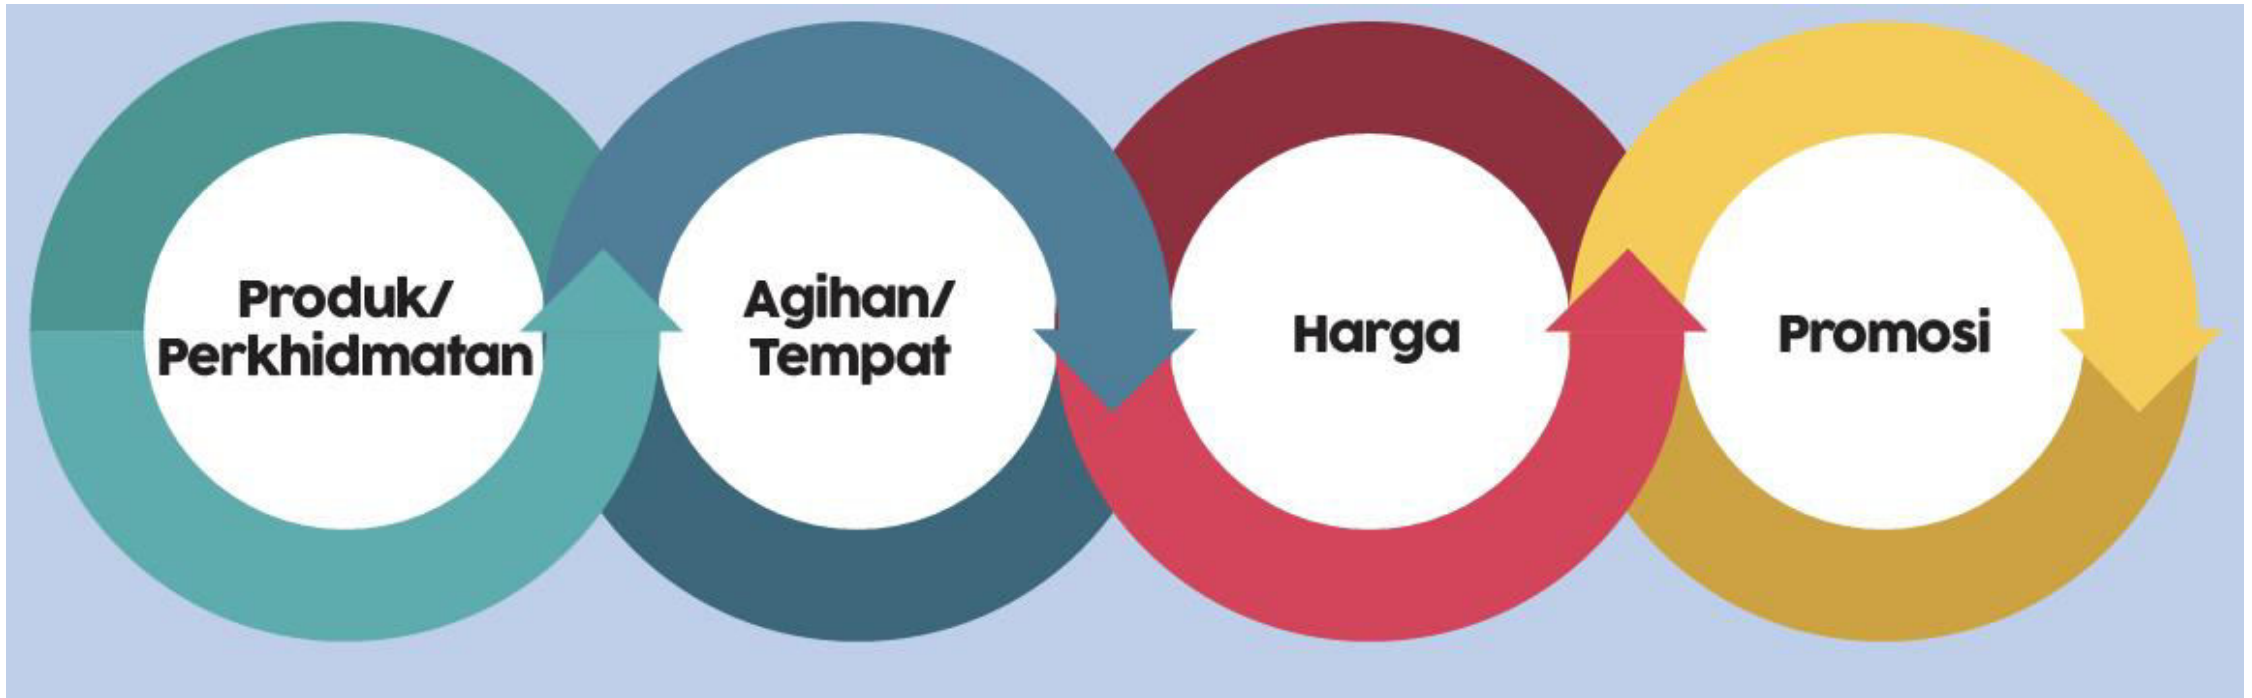 Produk/
Perkhidmatan
Agihan/
Tempat
Harga
Promosi